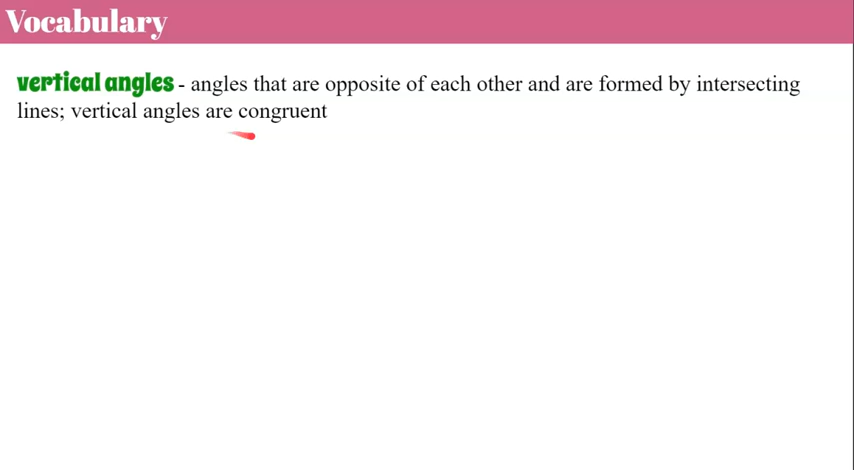 Vocabulary
vertical angles - angles that are opposite of each other and are formed by intersecting
lines; vertical angles are congruent